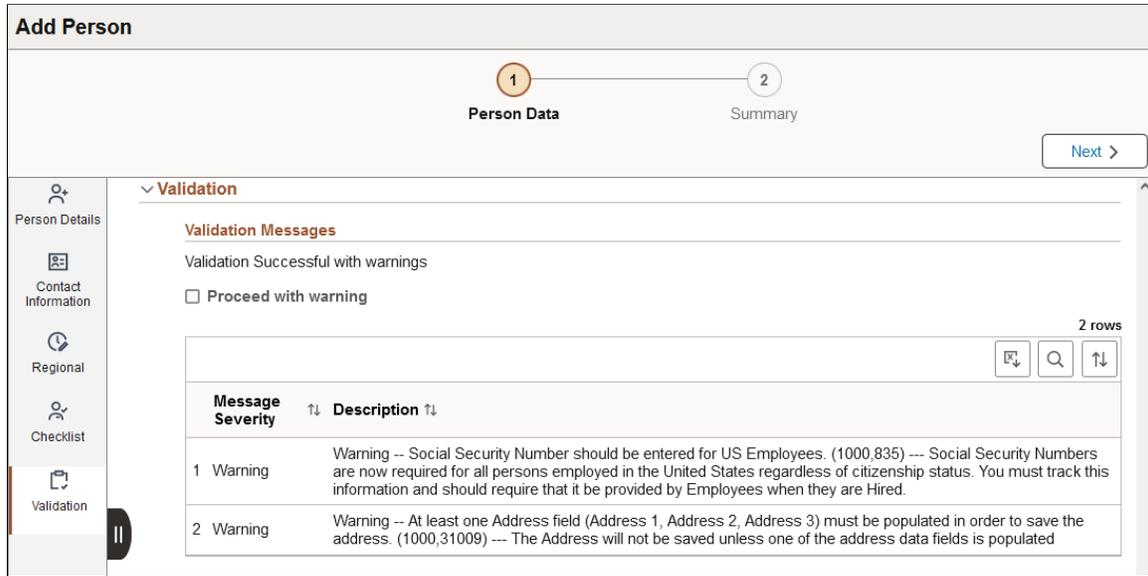 Add Person
1
2
Person Data
Summary
Next
Person Details
Contact
Information
Regional
Checklist
Validation
Validation
Validation Messages
Validation Successful with warnings
Proceed with warning
2 rows
Message
Severity
Description
1 Warning
Warning -- Social Security Number should be entered for US Employees. (1000,835) --- Social Security Numbers
are now required for all persons employed in the United States regardless of citizenship status. You must track this
information and should require that it be provided by Employees when they are Hired.
2 Warning
Warning -- At least one Address field (Address 1, Address 2, Address 3) must be populated in order to save the
address. (1000,31009) --- The Address will not be saved unless one of the address data fields is populated